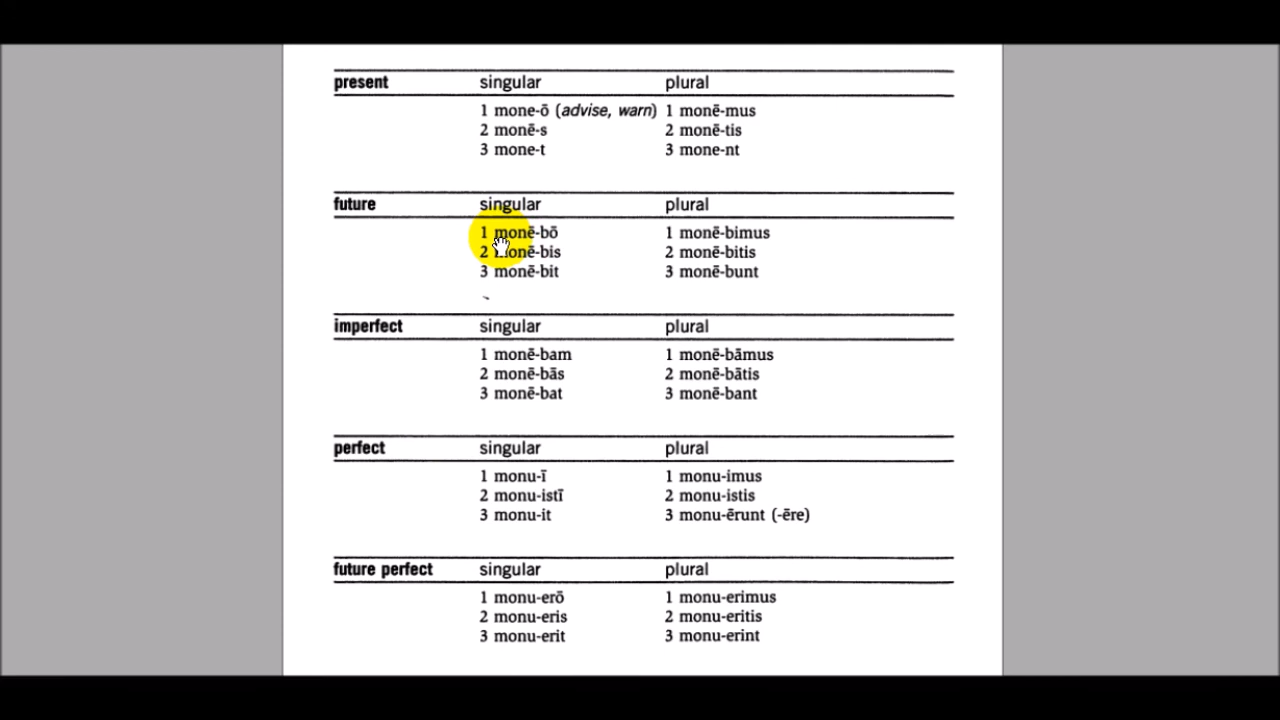 present singular plural
1 mone-ō (advise, warn) 1 monē-mus
2 monē-s 2 monē-tis
3 mone-t 3 mone-nt
future singular plural
1 monē-bō 1 monē-bimus
2 monē-bis 2 monē-bitis
3 monē-bit 3 monē-bunt
imperfect singular plural
1 monē-bam 1 monē-bāmus
2 monē-bās 2 monē-bātis
3 monē-bat 3 monē-bant
perfect singular plural
1 monu-ī 1 monu-imus
2 monu-istī 2 monu-istis
3 monu-it 3 monu-ērunt (-ēre)
future perfect singular plural
1 monu-erō 1 monu-erimus
2 monu-eris 2 monu-eritis
3 monu-erit 3 monu-erint